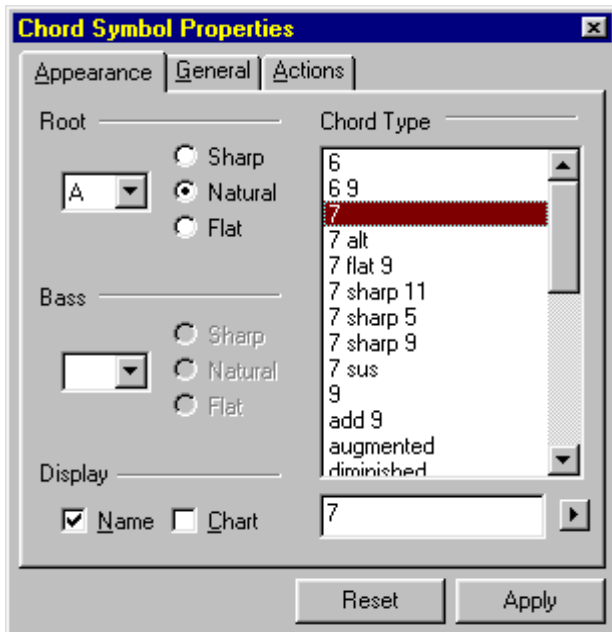 Chord Symbol Properties
Appearance General Actions
Root
A
Sharp
Natural
Flat
Bass
Sharp
Natural
Flat
Display
Name Chart
Chord Type
6
6 9
7
7 alt
7 flat 9
7 sharp 11
7 sharp 5
7 sharp 9
7 sus
9
add 9
augmented
diminished
7
Reset Apply